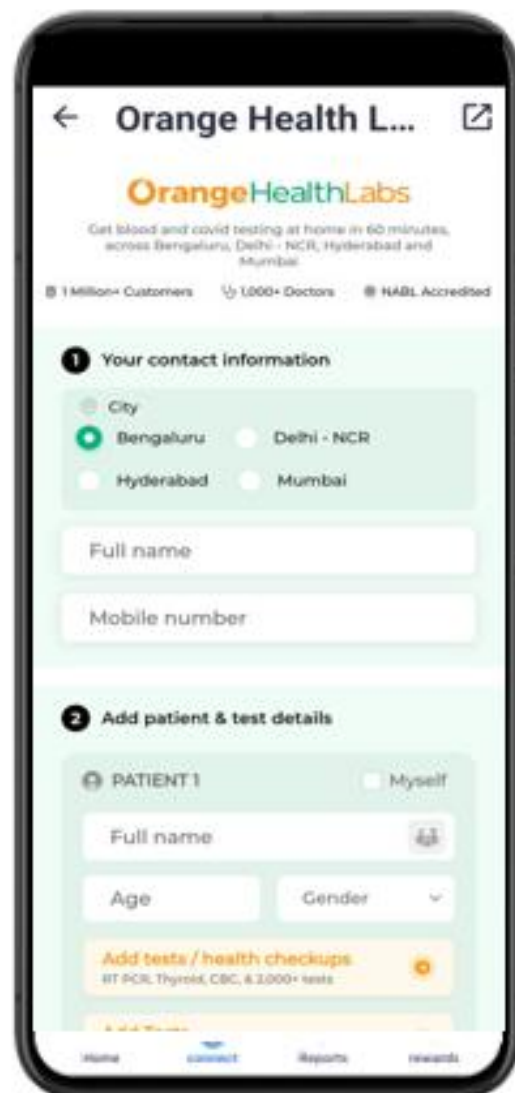 Orange Health L...
OrangeHealthLabs
Get blood and covid testing at home in 60 minutes,
across Bengaluru, Delhi - NCR, Hyderabad and
Mumbai
1 Million+ Customers 1,000+ Doctors NABL Accredited
1 Your contact information
City
Bengaluru Delhi - NCR
Hyderabad Mumbai
Full name
Mobile number
2 Add patient & test details
PATIENT 1 Myself
Full name
Age Gender
Add tests / health checkups
RT PCR, Thyroid, CBC, & 2,000+ tests
Add Tests
Home connect Reports rewards